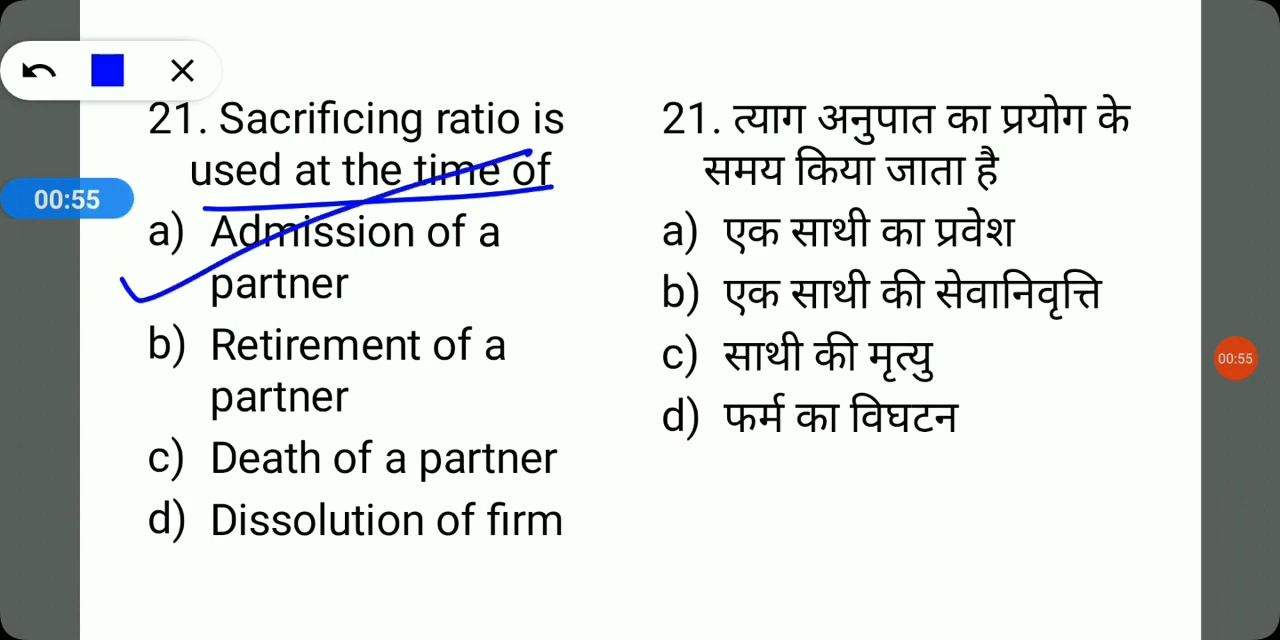 00:55
21. Sacrificing ratio is
used at the time of
a) Admission of a
partner
b) Retirement of a
partner
c) Death of a partner
d) Dissolution of firm
21. त्याग अनुपात का प्रयोग के
समय किया जाता है
a) एक साथी का प्रवेश
b) एक साथी की सेवानिवृत्ति
c) साथी की मृत्यु
d) फर्म का विघटन
00:55